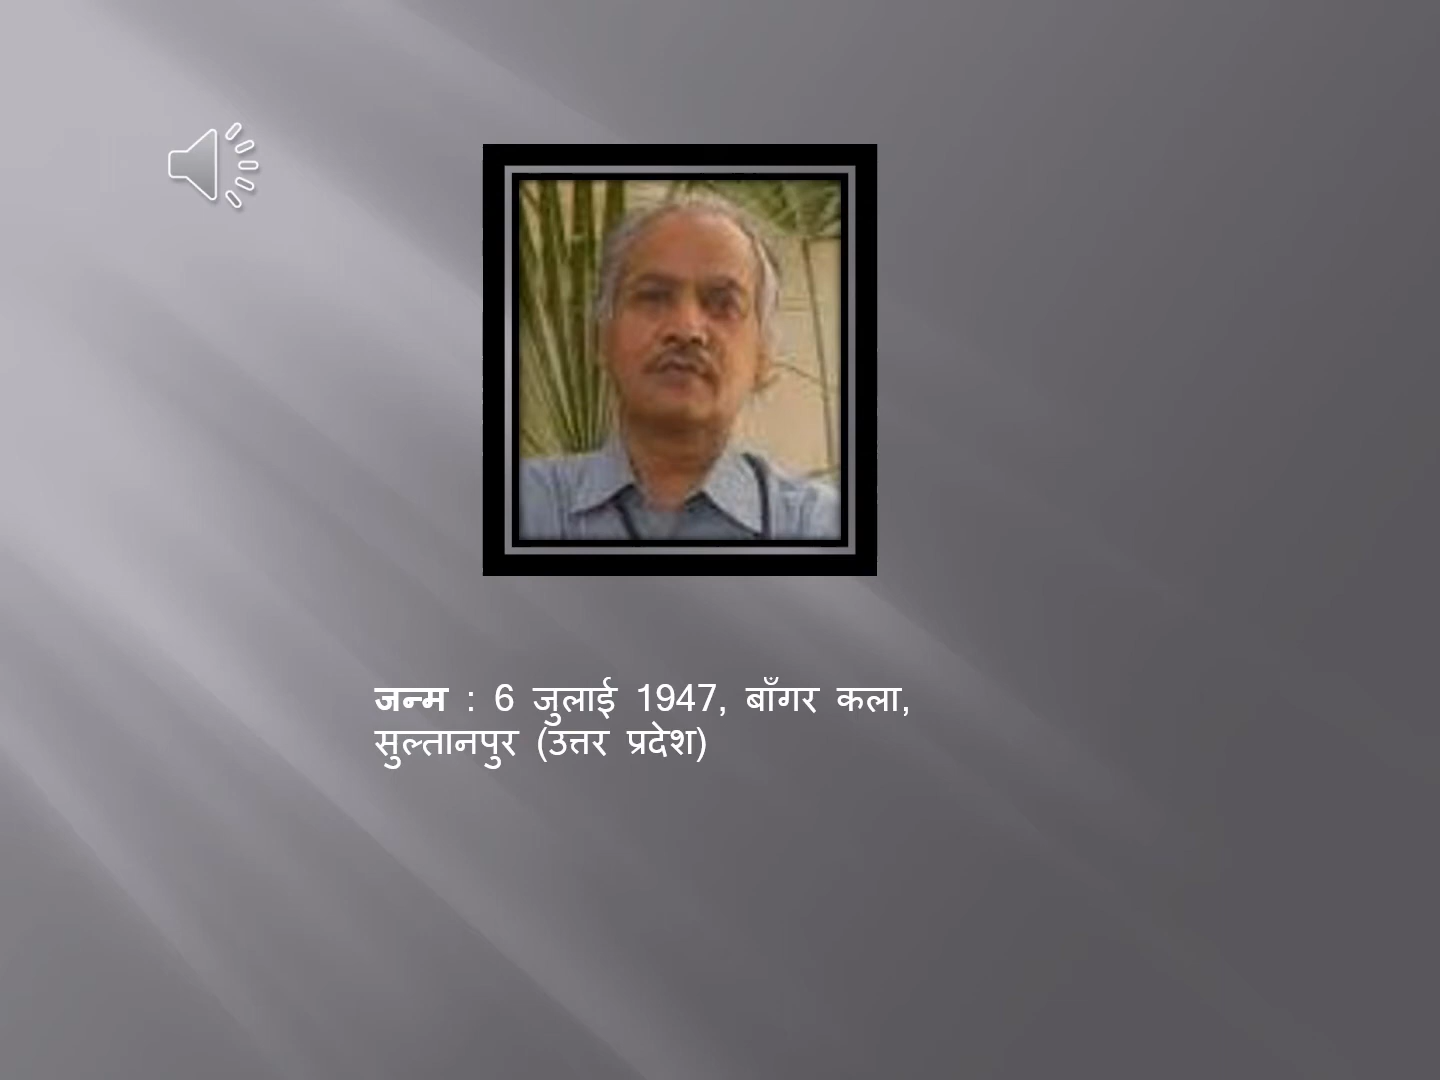 जन्म : 6 जुलाई 1947, बाँगर कला,
सुल्तानपुर (उत्तर प्रदेश)